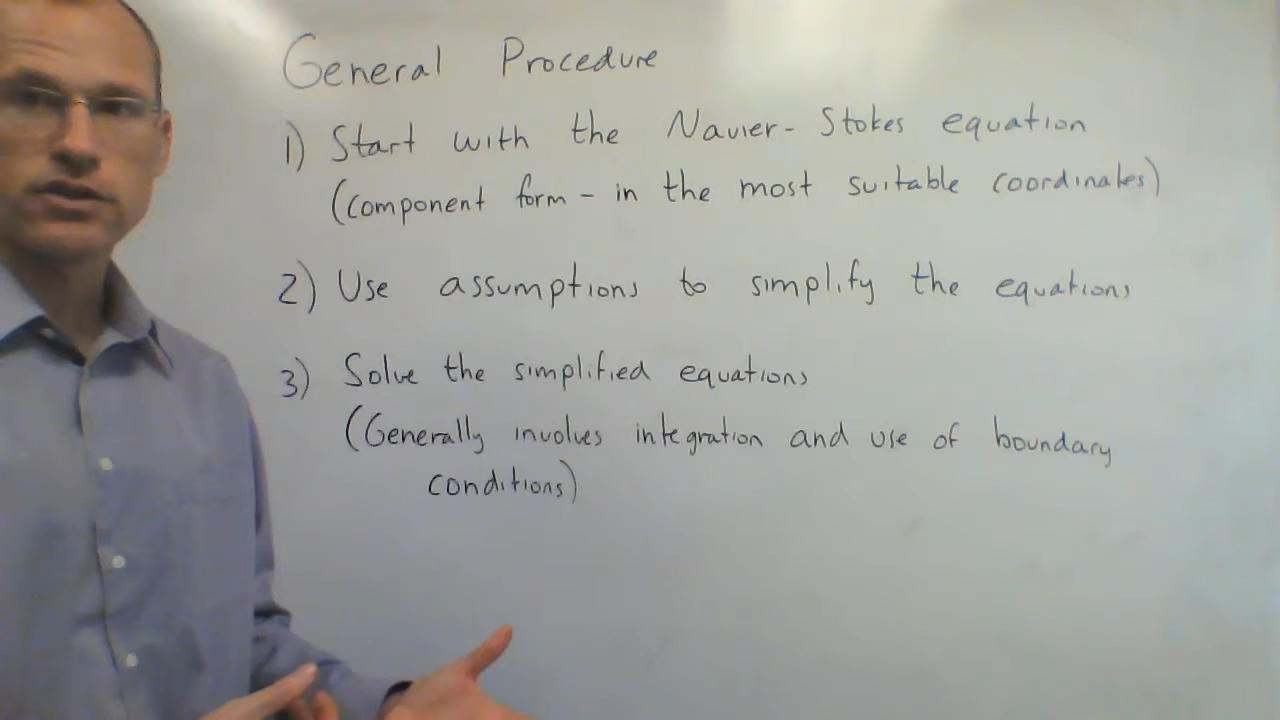 General Procedure
1) Start with the Navier-Stokes equation
(component form - in the most suitable coordinates)
2) Use assumptions to simplify the equations
3) Solve the simplified equations
(Generally involves integration and use of boundary
conditions)